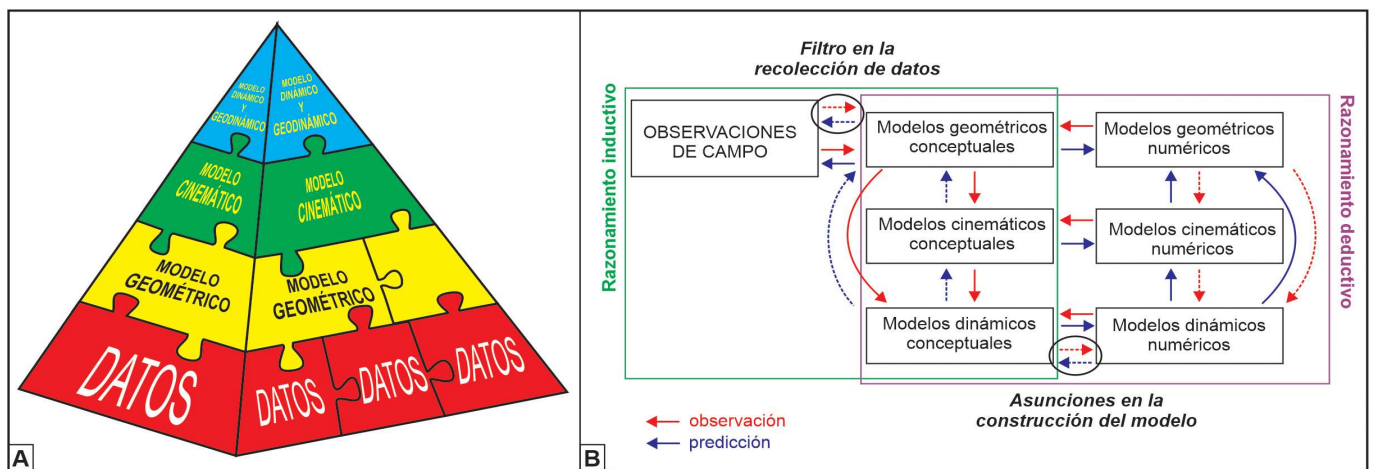 MODELO
DINÁMICO
Y
GEODINÁMICO
MODELO
DINÁMICO
Y
GEODINÁMICO
MODELO
CINEMÁTICO
MODELO
CINEMÁTICO
MODELO
GEOMÉTRICO
MODELO
GEOMÉTRICO
DATOS
DATOS
DATOS
DATOS
A
Filtro en la
recolección de datos
Razonamiento inductivo
OBSERVACIONES
DE CAMPO
Modelos geométricos
conceptuales
Modelos geométricos
numéricos
Modelos cinemáticos
conceptuales
Modelos cinemáticos
numéricos
Modelos dinámicos
conceptuales
Modelos dinámicos
numéricos
Razonamiento deductivo
Asunciones en la
construcción del modelo
observación
predicción
B